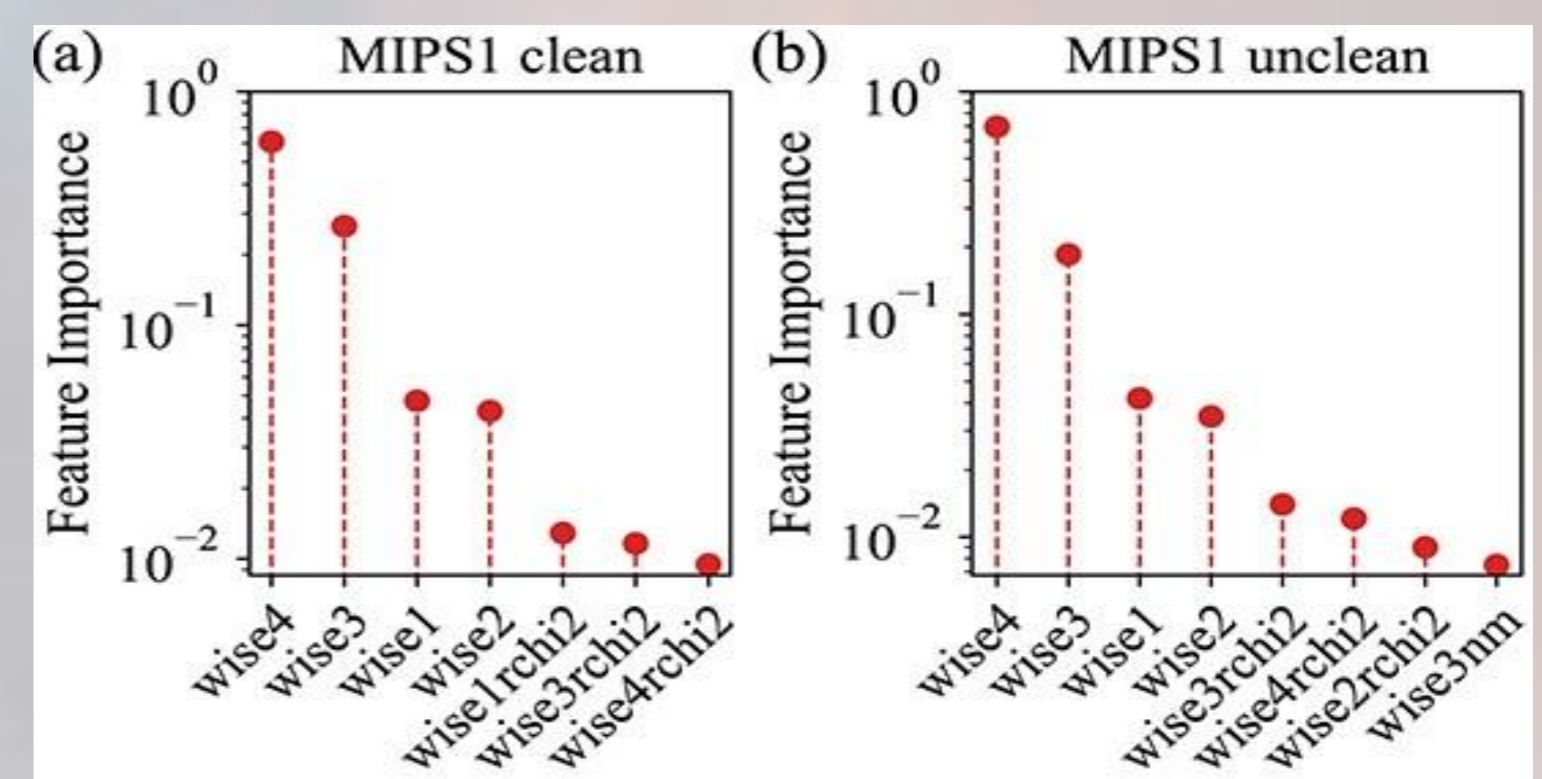 (a) MIPS1 clean
Feature Importance
10^0
10^−1
10^−2
wise4
wise3
wise1
wise2
wise1rchi2
wise3rchi2
wise4rchi2
(b) MIPS1 unclean
Feature Importance
10^0
10^−1
10^−2
wise4
wise3
wise1
wise2
wise3rchi2
wise4rchi2
wise2rchi2
wise3nm